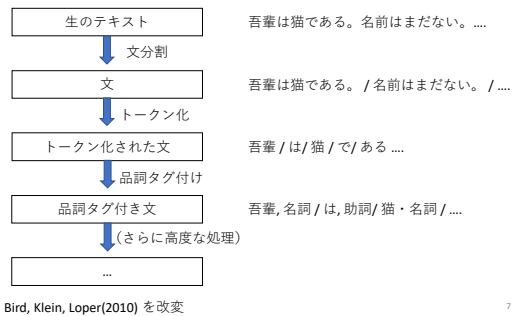 生のテキスト 吾輩は猫である。名前はまだない。....
文分割
文 吾輩は猫である。 / 名前はまだない。 / ....
トークン化
トークン化された文 吾輩 / は/ 猫 / で/ ある ....
品詞タグ付け
品詞タグ付き文 吾輩, 名詞 / は, 助詞/ 猫・名詞 / ....
(さらに高度な処理)
...
Bird, Klein, Loper(2010) を改変 7